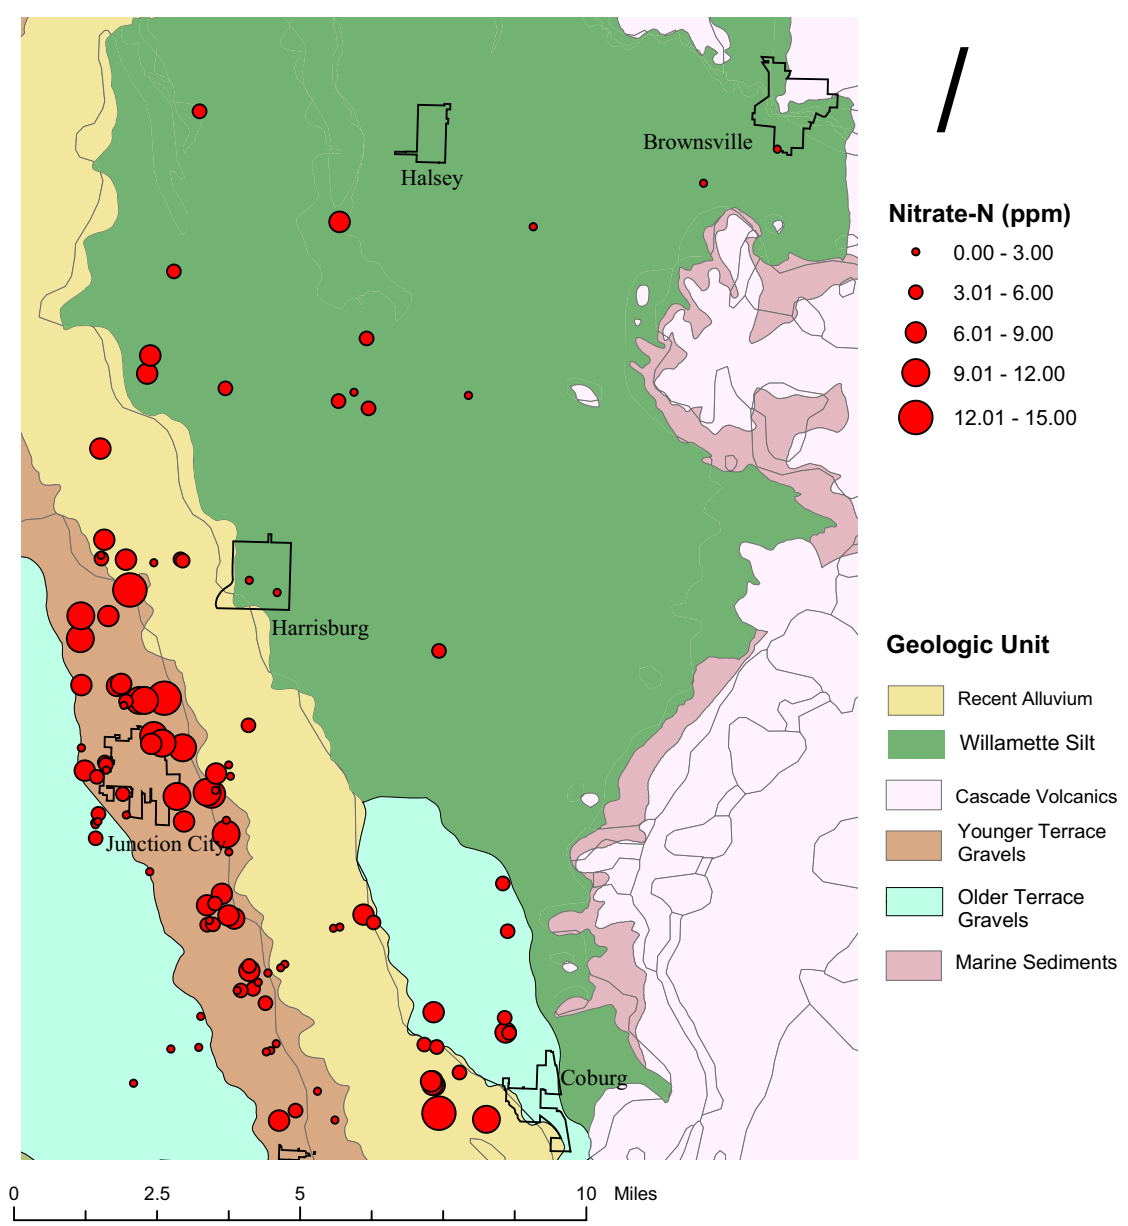 Brownsville
Halsey
Harrisburg
Junction City
Coburg
Nitrate-N (ppm)
0.00 - 3.00
3.01 - 6.00
6.01 - 9.00
9.01 - 12.00
12.01 - 15.00
Geologic Unit
Recent Alluvium
Willamette Silt
Cascade Volcanics
Younger Terrace
Gravels
Older Terrace
Gravels
Marine Sediments
0 2.5 5 10 Miles